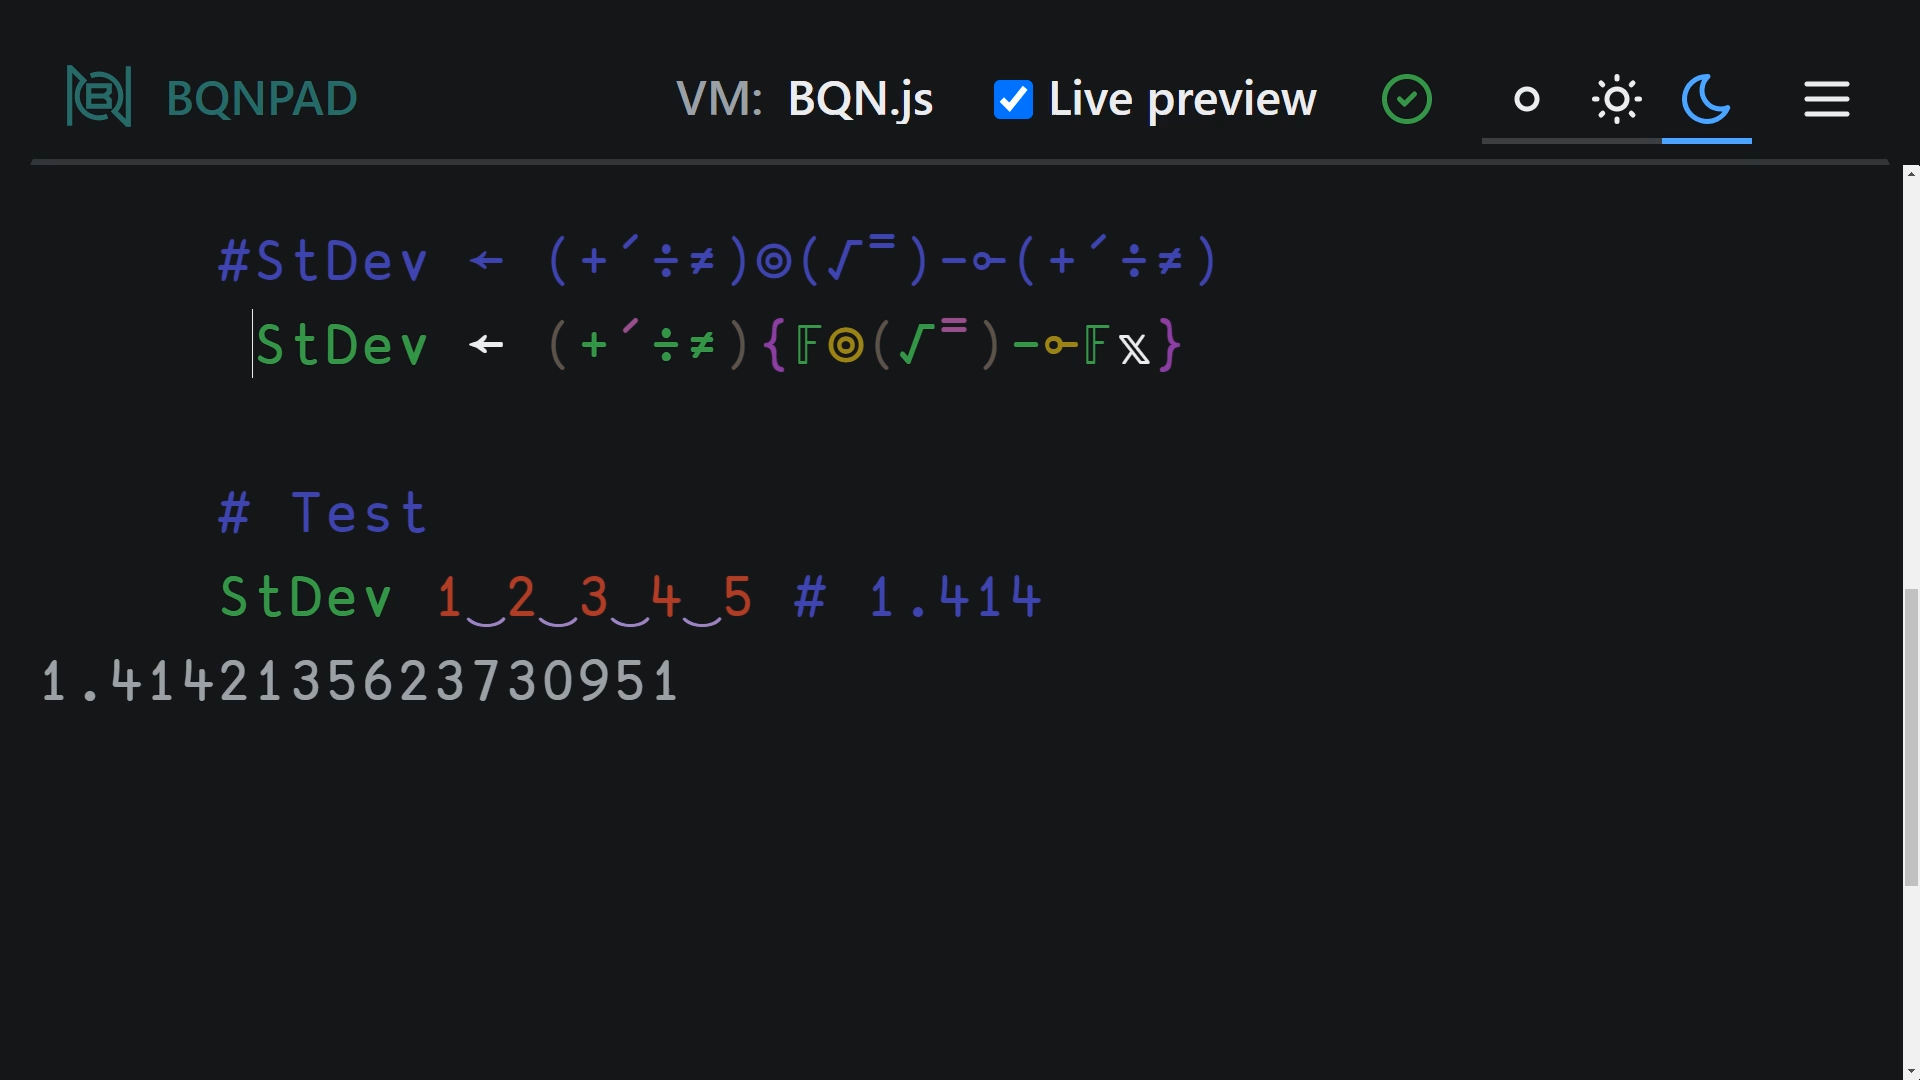 BQNPAD VM: BQN.js Live preview
#StDev ← (+´÷≠)⌾(√⁼)-⟜(+´÷≠)
StDev ← (+´÷≠){𝔽⌾(√⁼)-⟜𝔽𝕩}
# Test
StDev 1‿2‿3‿4‿5 # 1.414
1.4142135623730951